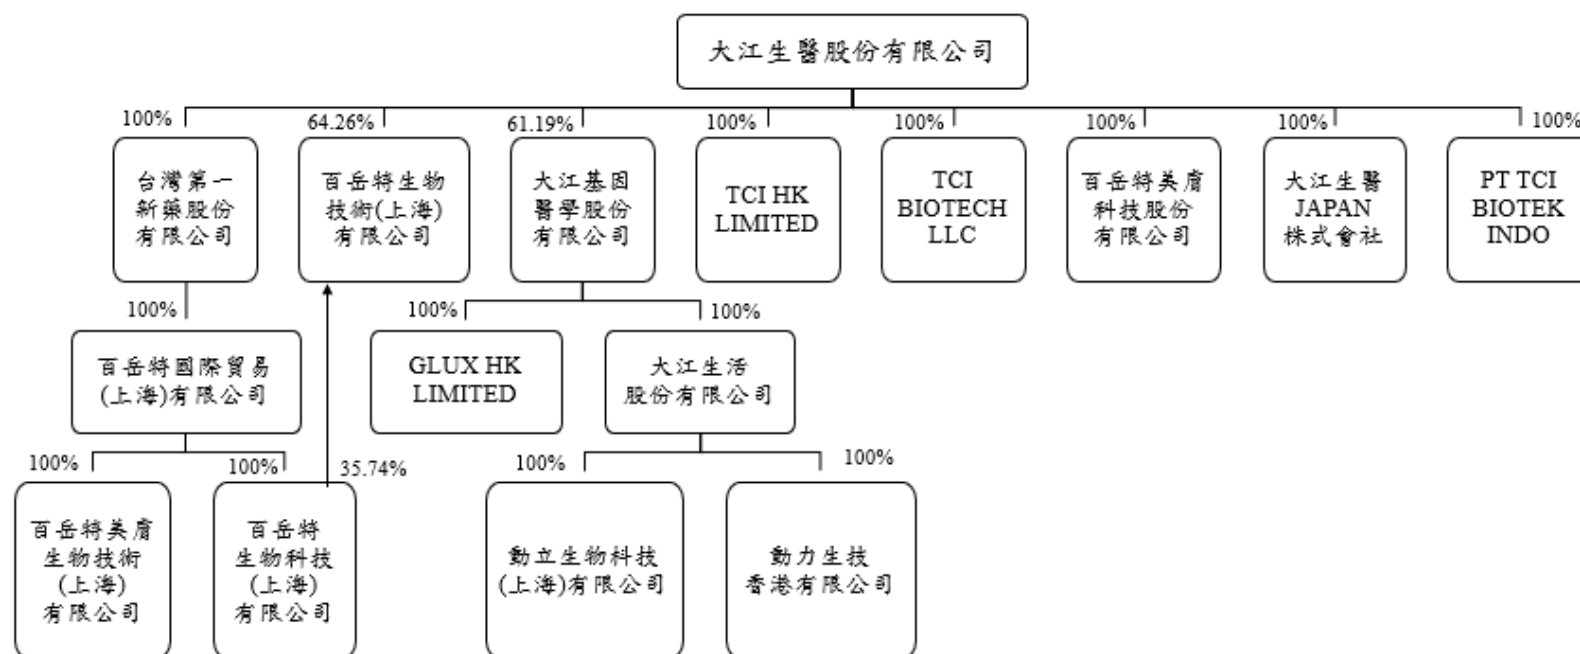 大江生醫股份有限公司
100%
64.26%
61.19%
100%
100%
100%
100%
100%
台灣第一
新藥股份
有限公司
百岳特生物
技術(上海)
有限公司
大江基因
醫學股份
有限公司
TCI HK
LIMITED
TCI
BIOTECH
LLC
百岳特美膚
科技股份
有限公司
大江生醫
JAPAN
株式會社
PT TCI
BIOTEK
INDO
100%
100%
100%
百岳特國際貿易
(上海)有限公司
GLUX HK
LIMITED
大江生活
股份有限公司
100%
100%
35.74%
100%
100%
百岳特美膚
生物技術
(上海)
有限公司
百岳特
生物科技
(上海)
有限公司
動立生物科技
(上海)有限公司
動力生技
香港有限公司